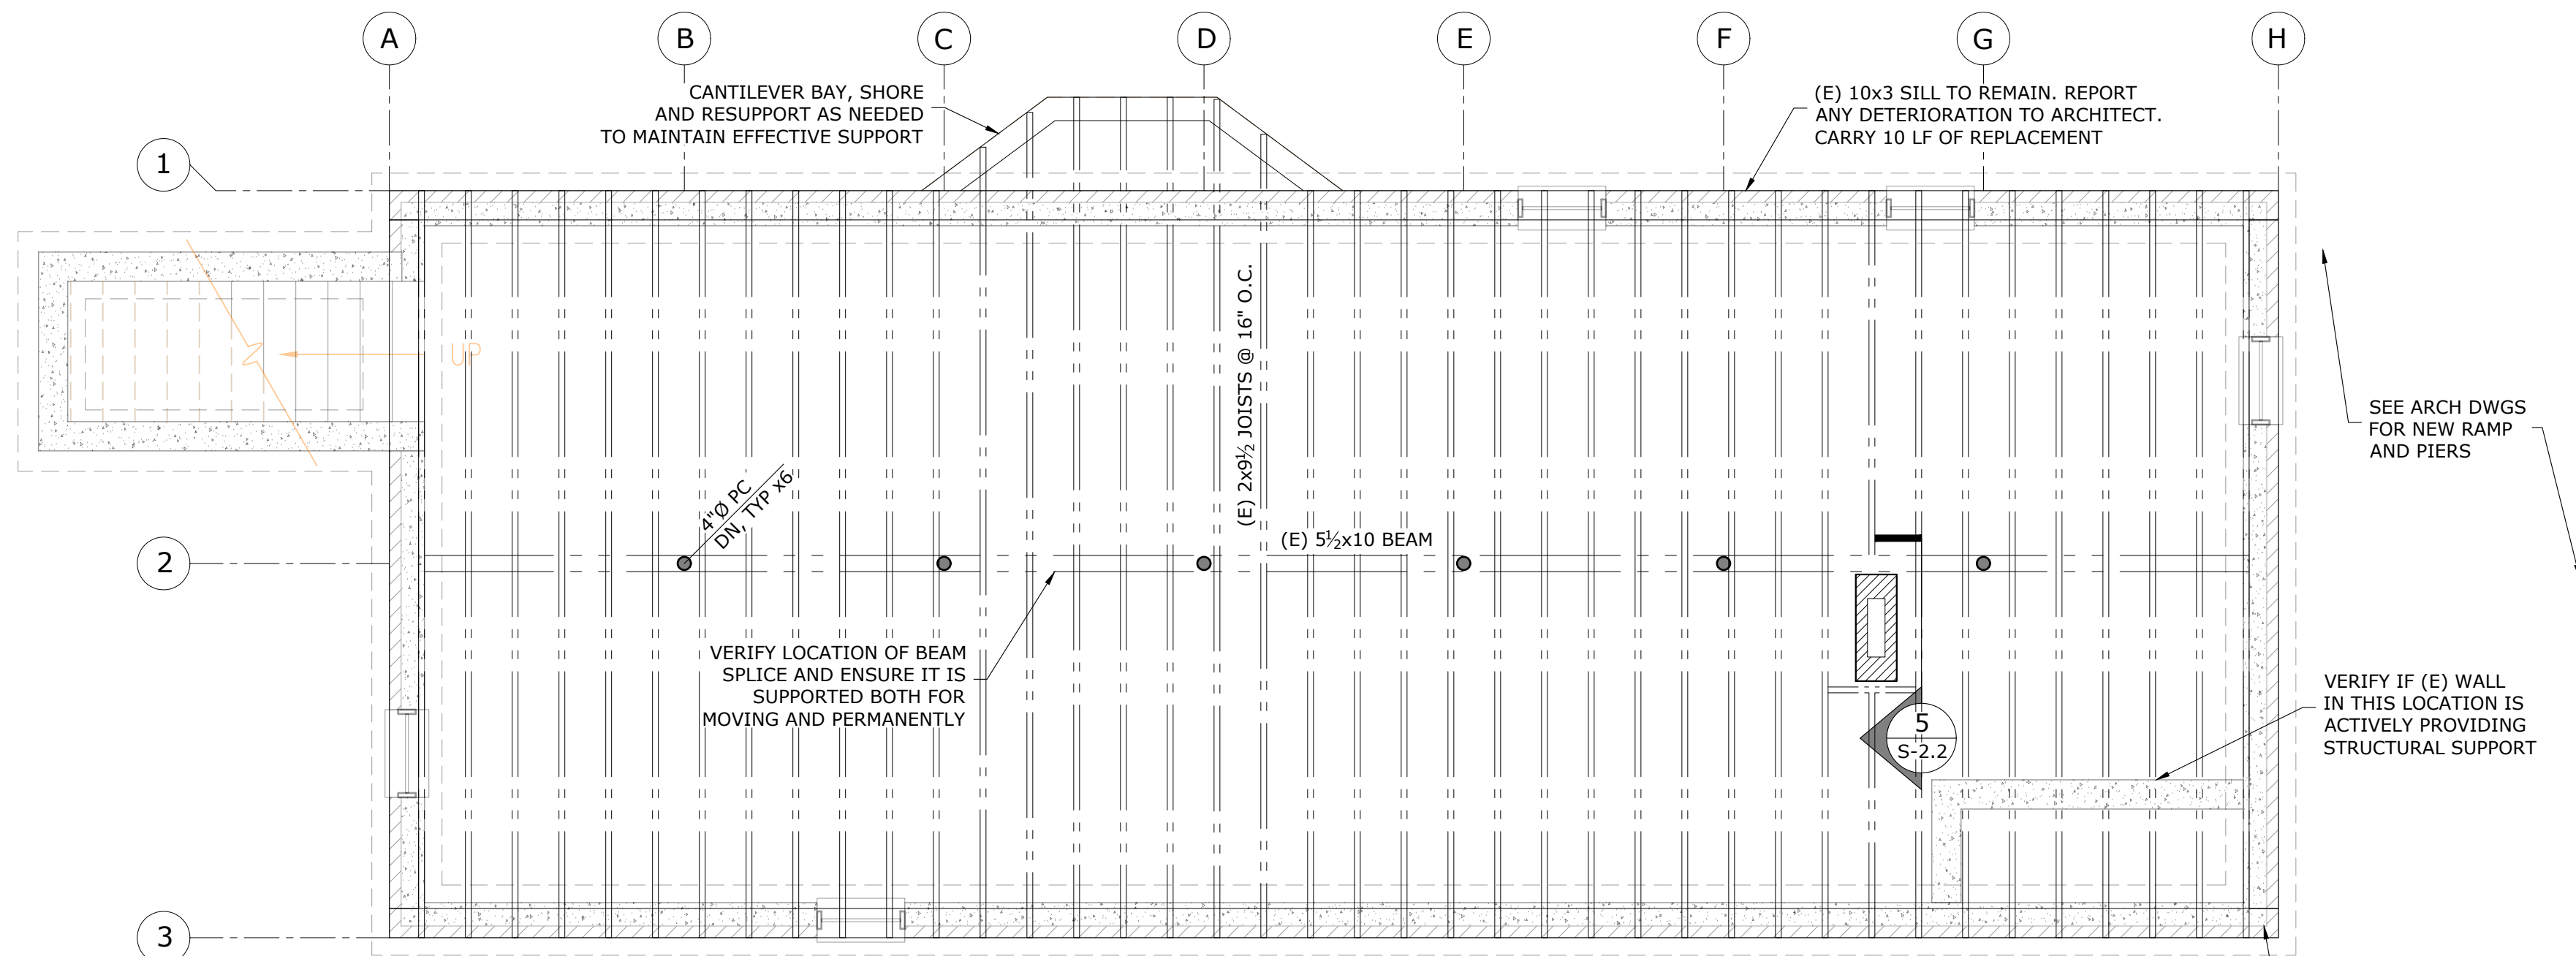 A
B
C
D
E
F
G
H
CANTILEVER BAY, SHORE
AND RESUPPORT AS NEEDED
TO MAINTAIN EFFECTIVE SUPPORT
(E) 10x3 SILL TO REMAIN. REPORT
ANY DETERIORATION TO ARCHITECT.
CARRY 10 LF OF REPLACEMENT
1
UP
(E) 2x9½ JOISTS @ 16" O.C.
SEE ARCH DWGS
FOR NEW RAMP
AND PIERS
4"Ø PC
DN, TYP x6
2
(E) 5½x10 BEAM
VERIFY LOCATION OF BEAM
SPLICE AND ENSURE IT IS
SUPPORTED BOTH FOR
MOVING AND PERMANENTLY
5
S-2.2
VERIFY IF (E) WALL
IN THIS LOCATION IS
ACTIVELY PROVIDING
STRUCTURAL SUPPORT
3